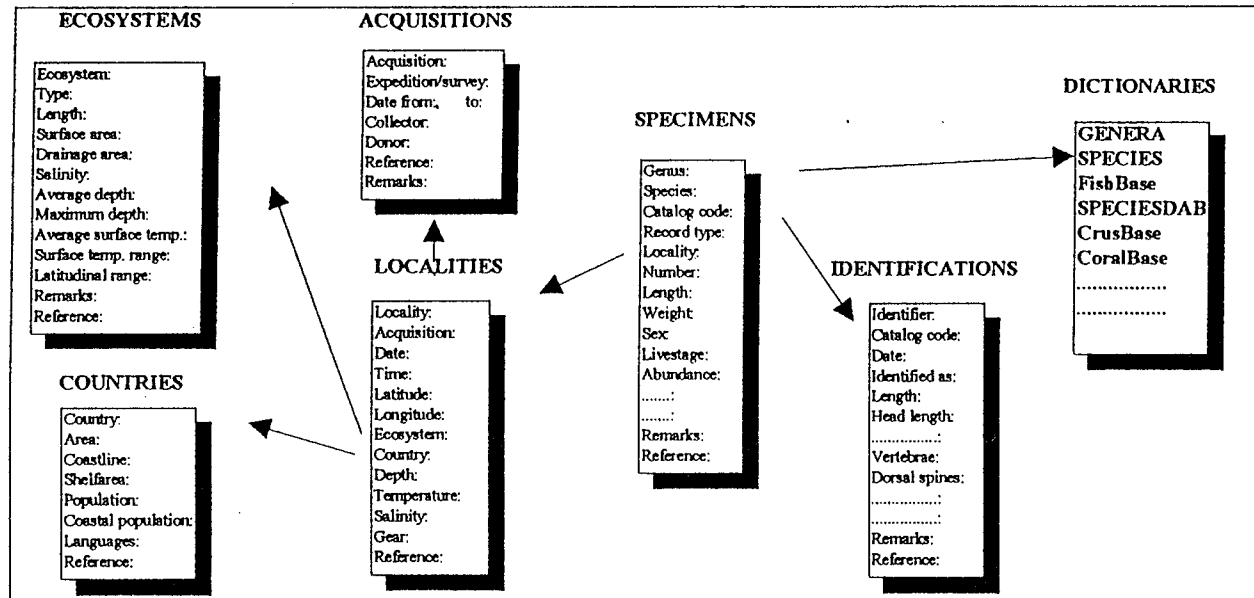 ECOSYSTEMS
Ecosystem:
Type:
Length:
Surface area:
Drainage area:
Salinity:
Average depth:
Maximum depth:
Average surface temp.:
Surface temp. range:
Latitudinal range:
Remarks:
Reference:
COUNTRIES
Country:
Area:
Coastline:
Shelfarea:
Population:
Coastal population:
Languages:
Reference:
ACQUISITIONS
Acquisition:
Expedition/survey:
Date from: to:
Collector:
Donor:
Reference:
Remarks:
LOCALITIES
Locality:
Acquisition:
Date:
Time:
Latitude:
Longitude:
Ecosystem:
Country:
Depth:
Temperature:
Salinity:
Gear:
Reference:
SPECIMENS
Genus:
Species:
Catalog code:
Record type:
Locality:
Number:
Length:
Weight:
Sex:
Livestage:
Abundance:
.......:
.......:
Remarks:
Reference:
IDENTIFICATIONS
Identifier:
Catalog code:
Date:
Identified as:
Length:
Head length:
................:
Vertebrae:
Dorsal spines:
................:
................:
Remarks:
Reference:
DICTIONARIES
GENERA
SPECIES
FishBase
SPECIESDAB
CrusBase
CoralBase
..................
..................